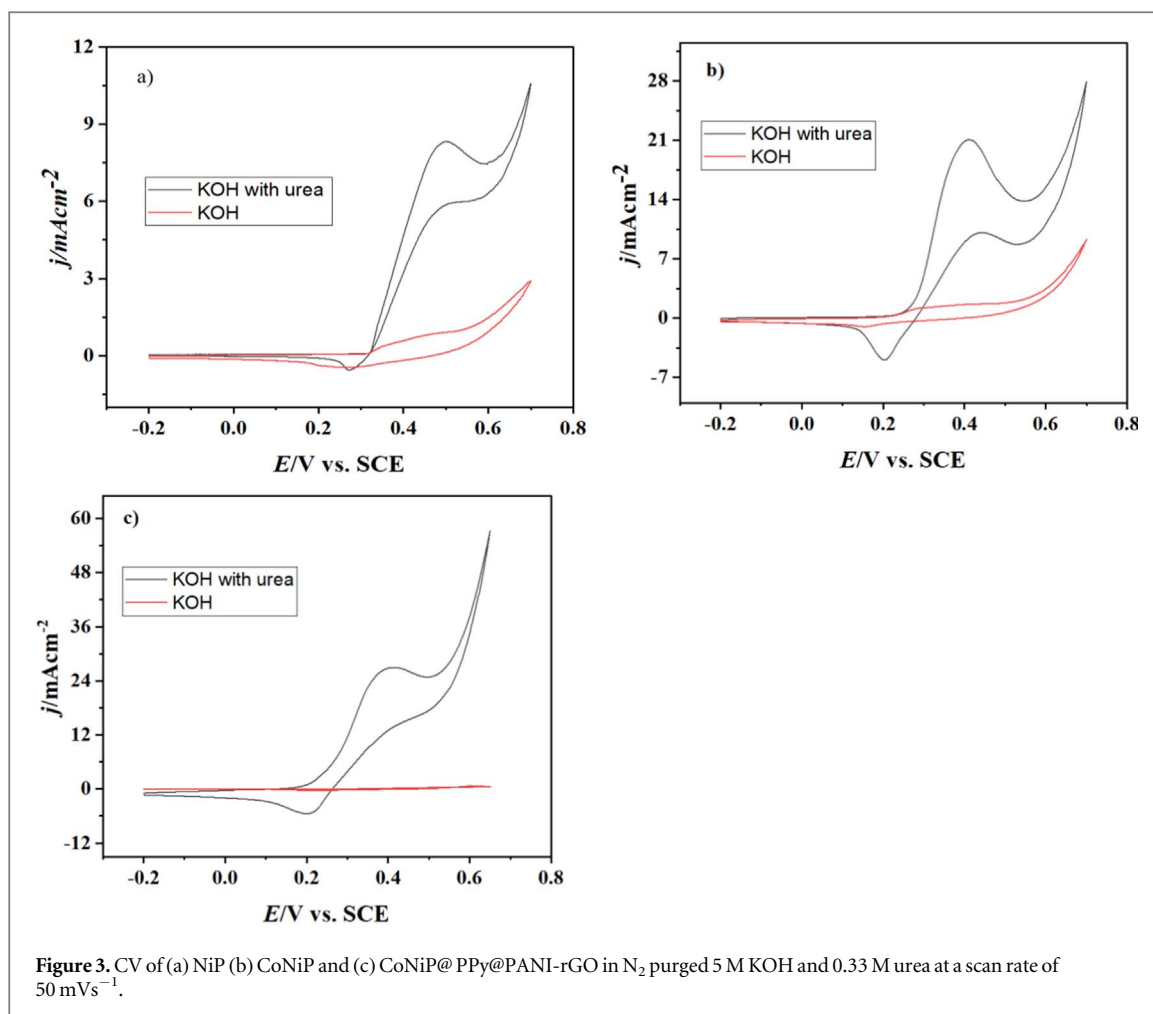 a)
12
9
6
3
0
j/mAcm-2
KOH with urea
KOH
-0.2 0.0 0.2 0.4 0.6 0.8
E/V vs. SCE
b)
28
21
14
7
0
-7
j/mAcm-2
KOH with urea
KOH
-0.2 0.0 0.2 0.4 0.6 0.8
E/V vs. SCE
c)
60
48
36
24
12
0
-12
j/mAcm-2
KOH with urea
KOH
-0.2 0.0 0.2 0.4 0.6 0.8
E/V vs. SCE
Figure 3. CV of (a) NiP (b) CoNiP and (c) CoNiP@ PPy@PANI-rGO in N2 purged 5 M KOH and 0.33 M urea at a scan rate of
50 mVs−1.